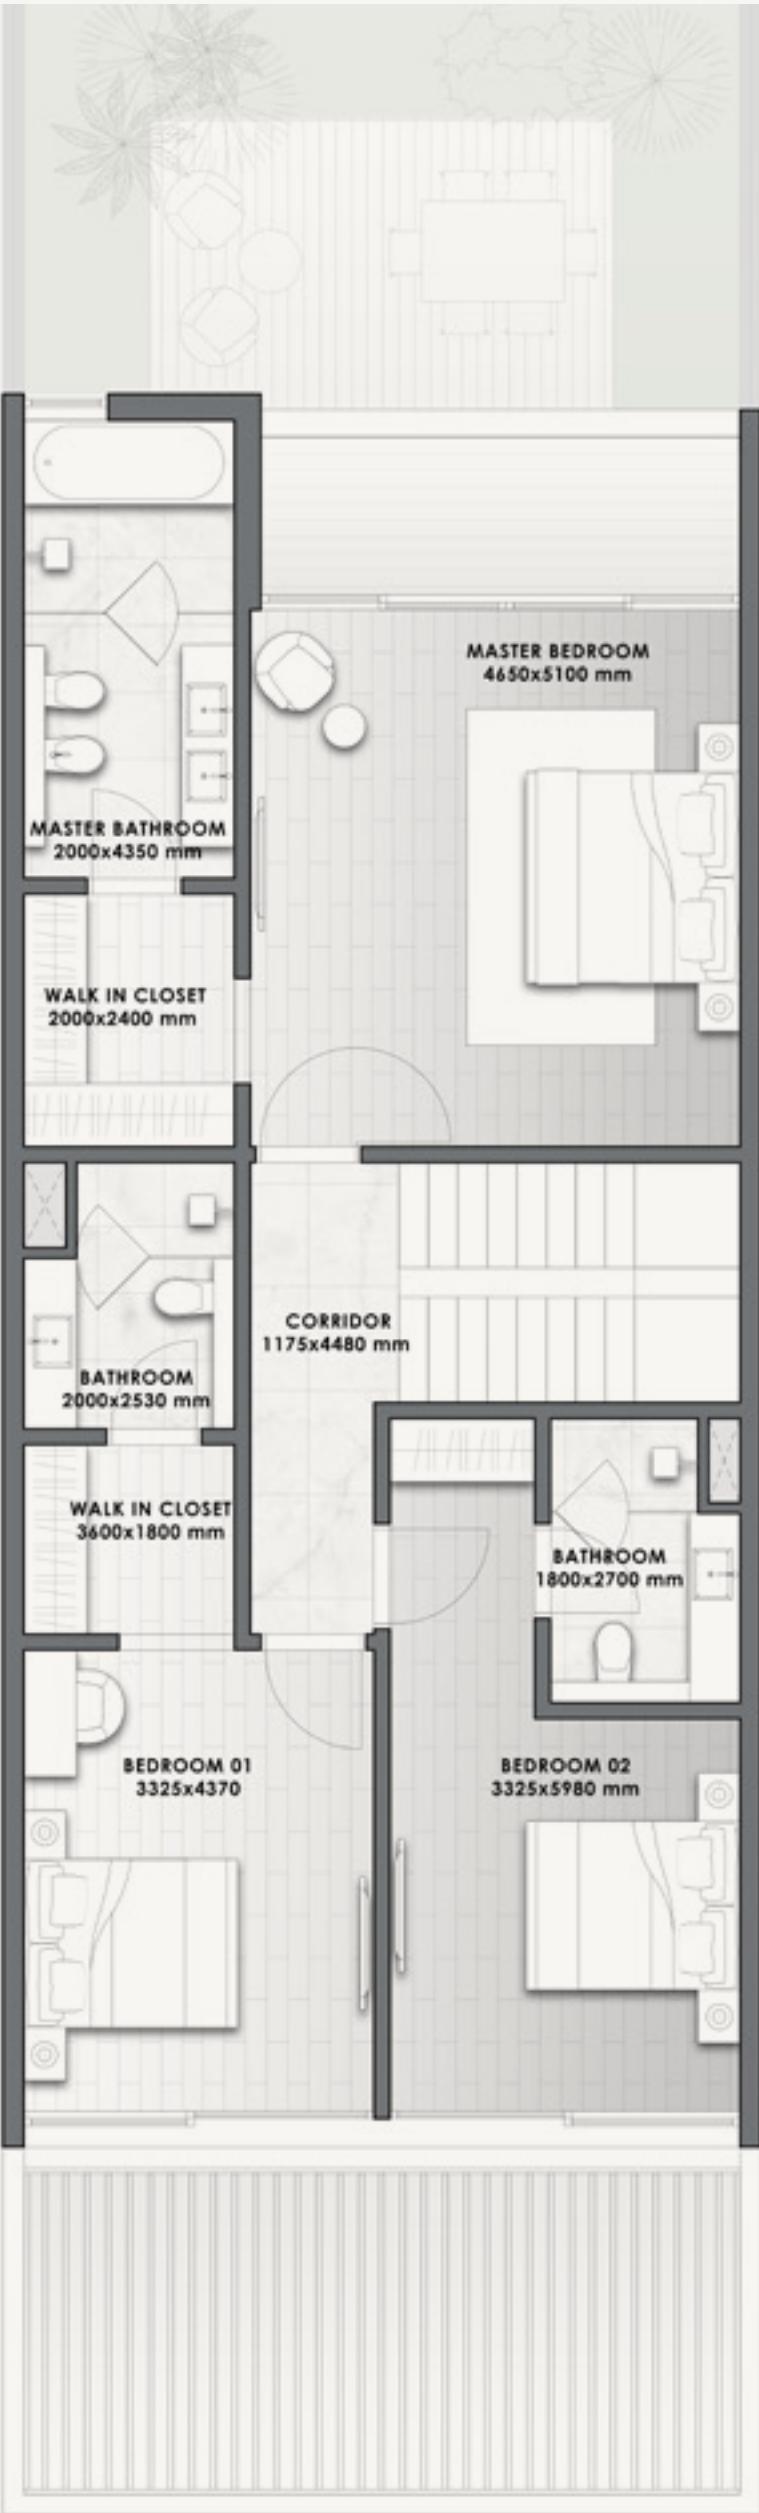 MASTER BEDROOM
4650x5100 mm
MASTER BATHROOM
2000x4350 mm
WALK IN CLOSET
2000x2400 mm
CORRIDOR
1175x4480 mm
BATHROOM
2000x2530 mm
WALK IN CLOSET
3600x1800 mm
BATHROOM
1800x2700 mm
BEDROOM 01
3325x4370
BEDROOM 02
3325x5980 mm